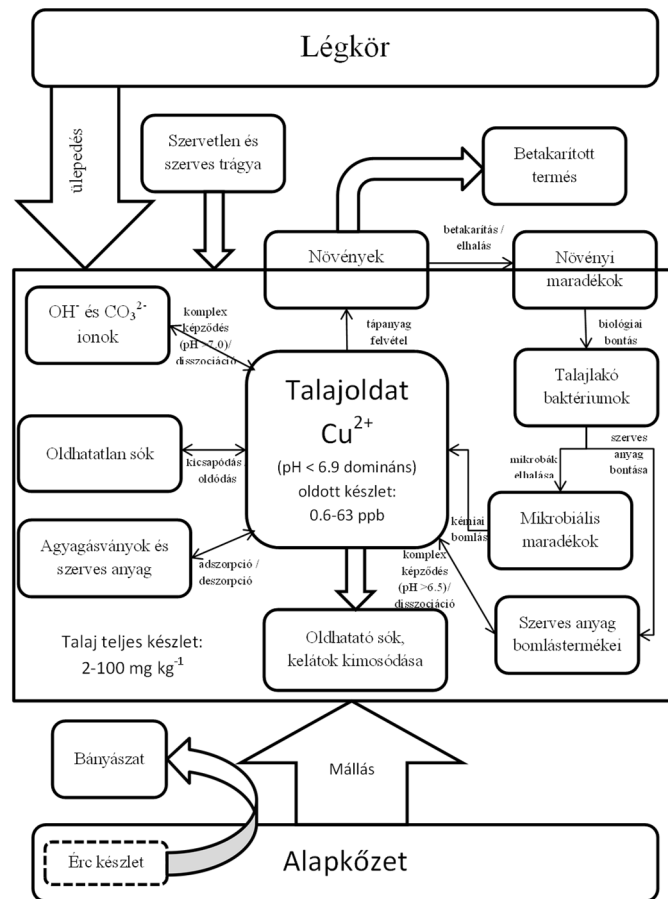 Légkör
ülepedés
Szervetlen és
szerves trágya
Betakarított
termés
Növények
betakarítás /
elhalás
Növényi
maradékok
OH⁻ és CO₃²⁻
ionok
komplex
képződés
(pH >7.0)/
disszociáció
tápanyag
felvétel
biológiai
bontás
Talajlakó
baktériumok
Talajoldat
Cu²⁺
(pH < 6.9domináns)
oldott készlet:
0.6-63 ppb
Oldhatatlan sók
kicsapódás
oldódás
mikrobák
elhalása
szerves
anyag
bontása
Agyagásványok és
szerves anyag
adszorpció /
deszorpció
kémiai
bomlás
Mikrobiális
maradékok
komplex
képződés
(pH >6.5)/
disszociáció
Szerves anyag
bomlástermékei
Talaj teljes készlet:
2-100 mg kg⁻¹
Oldható sók,
kelátok kimosódása
Bányászat
Mállás
Érc készlet
Alapkőzet